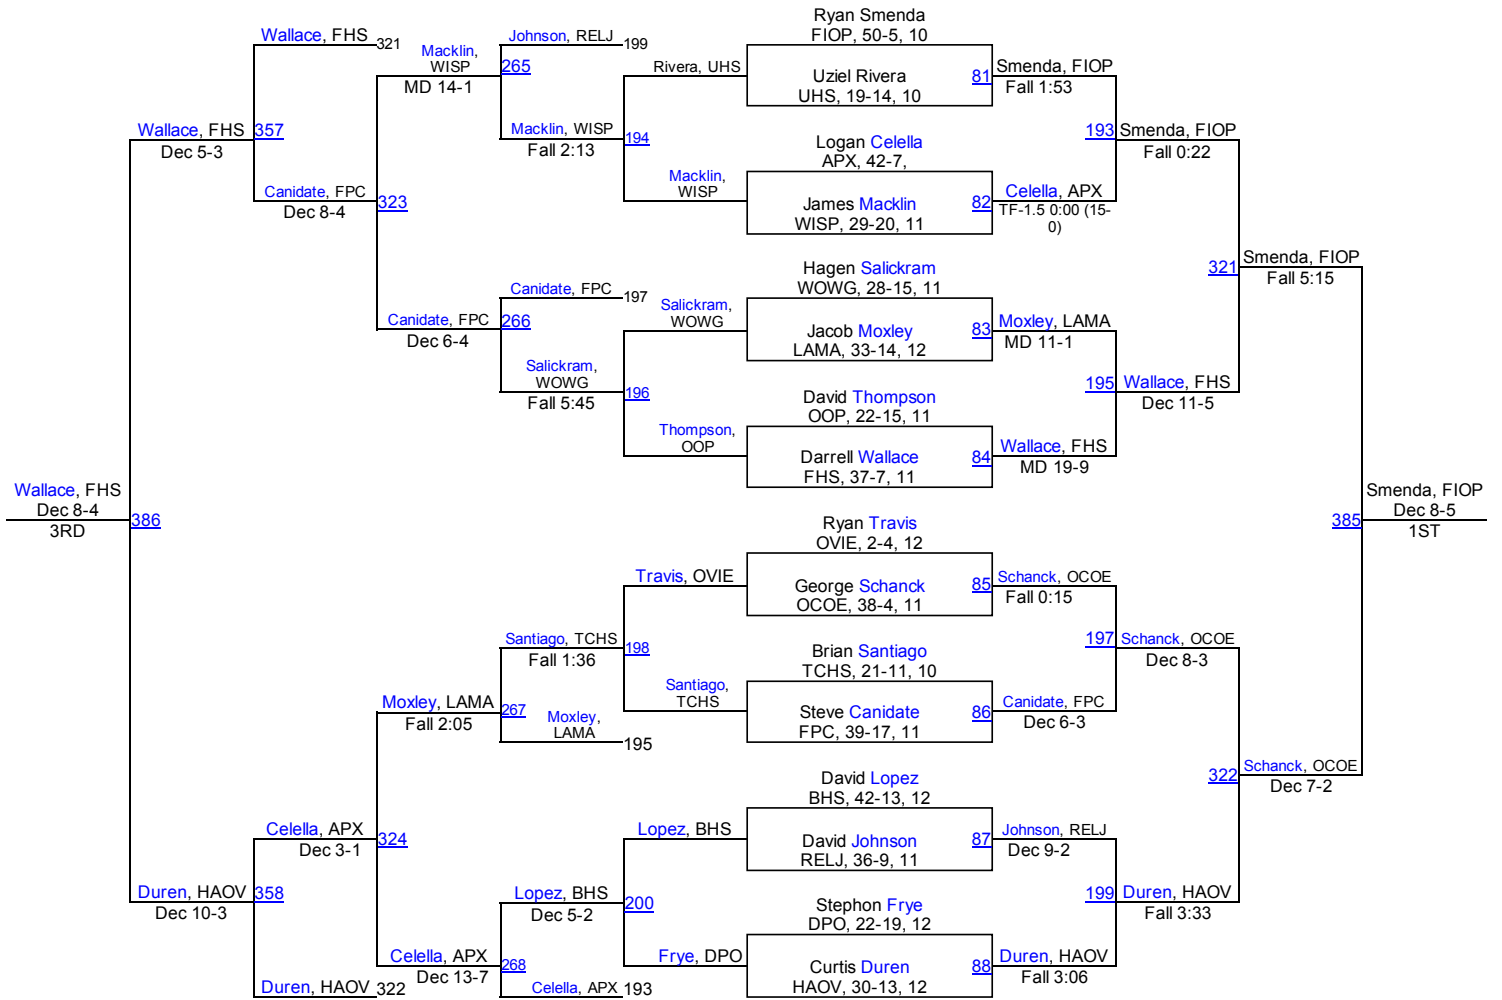 Ryan Smenda
FIOP, 50-5, 10
Uziel Rivera
UHS, 19-14, 10
81
Smenda, FIOP
Fall 1:53
Logan Celella
APX, 42-7,
James Macklin
WISP, 29-20, 11
82
Celella, APX
TF-1.5 0:00 (15-
0)
193
Smenda, FIOP
Fall 0:22
Hagen Salickram
WOWG, 28-15, 11
Jacob Moxley
LAMA, 33-14, 12
83
Moxley, LAMA
MD 11-1
David Thompson
OOP, 22-15, 11
Darrell Wallace
FHS, 37-7, 11
84
Wallace, FHS
MD 19-9
195
Wallace, FHS
Dec 11-5
321
Smenda, FIOP
Fall 5:15
Ryan Travis
OVIE, 2-4, 12
George Schanck
OCOE, 38-4, 11
85
Schanck, OCOE
Fall 0:15
Brian Santiago
TCHS, 21-11, 10
Steve Canidate
FPC, 39-17, 11
86
Canidate, FPC
Dec 6-3
197
Schanck, OCOE
Dec 8-3
David Lopez
BHS, 42-13, 12
David Johnson
RELJ, 36-9, 11
87
Johnson, RELJ
Dec 9-2
Stephon Frye
DPO, 22-19, 12
Curtis Duren
HAOV, 30-13, 12
88
Duren, HAOV
Fall 3:06
199
Duren, HAOV
Fall 3:33
322
Schanck, OCOE
Dec 7-2
385
Smenda, FIOP
Dec 8-5
1ST
Rivera, UHS
Macklin,
WISP
194
Johnson, RELJ
199
Macklin, WISP
Fall 2:13
265
Macklin,
WISP
MD 14-1
Salickram,
WOWG
Thompson,
OOP
196
Canidate, FPC
197
Salickram,
WOWG
Fall 5:45
266
Canidate, FPC
Dec 6-4
323
Canidate, FPC
Dec 8-4
Wallace, FHS
321
357
Wallace, FHS
Dec 5-3
Travis, OVIE
Santiago,
TCHS
198
Santiago, TCHS
Fall 1:36
Moxley,
LAMA
195
267
Moxley, LAMA
Fall 2:05
Lopez, BHS
Frye, DPO
200
Lopez, BHS
Dec 5-2
Celella, APX
193
268
Celella, APX
Dec 13-7
324
Celella, APX
Dec 3-1
Duren, HAOV
322
358
Duren, HAOV
Dec 10-3
386
Wallace, FHS
Dec 8-4
3RD